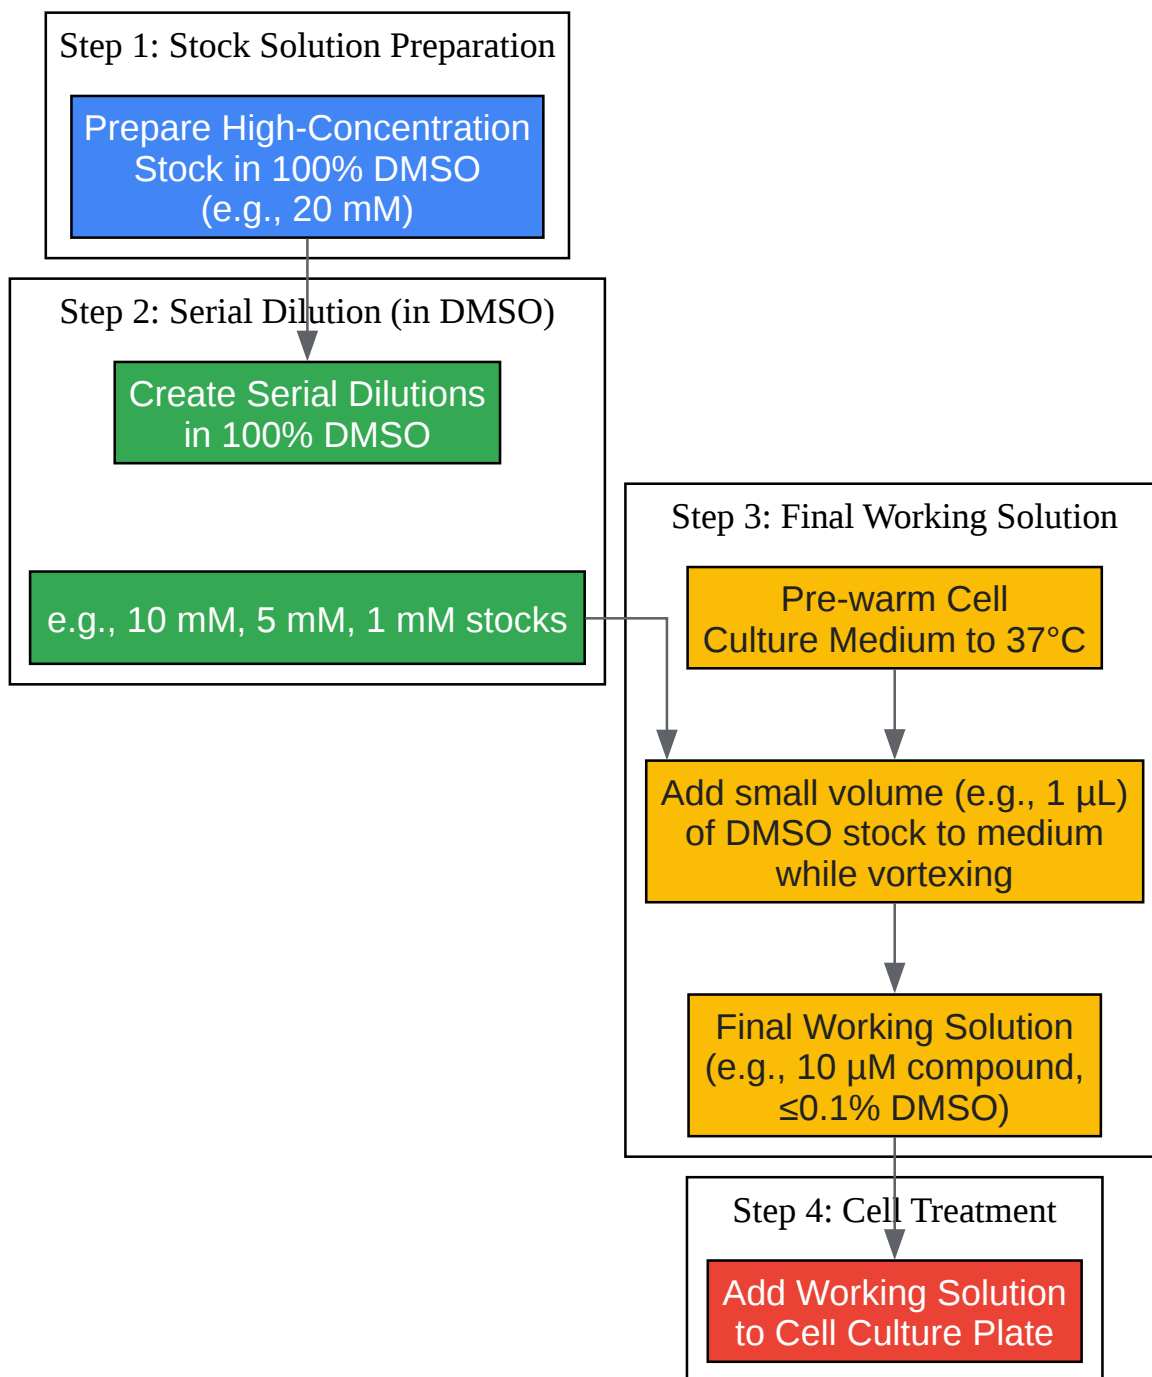 Step 1: Stock Solution Preparation
Prepare High-Concentration
Stock in 100% DMSO
(e.g., 20 mM)
Step 2: Serial Dilution (in DMSO)
Create Serial Dilutions
in 100% DMSO
e.g., 10 mM, 5 mM, 1 mM stocks
Step 3: Final Working Solution
Pre-warm Cell
Culture Medium to 37°C
Add small volume (e.g., 1 µL)
of DMSO stock to medium
while vortexing
Final Working Solution
(e.g., 10 µM compound,
≤0.1% DMSO)
Step 4: Cell Treatment
Add Working Solution
to Cell Culture Plate